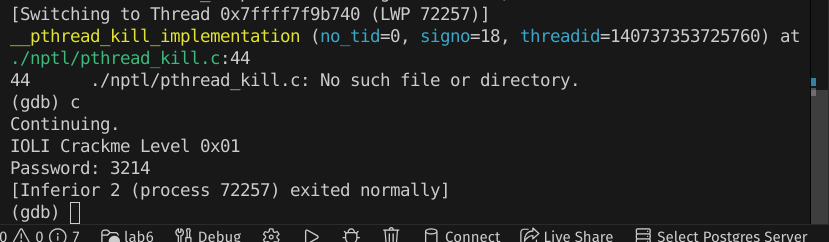 [Switching to Thread 0x7ffff7f9b740 (LWP 72257)]
__pthread_kill_implementation (no_tid=0, signo=18, threadid=140737353725760) at
./nptl/pthread_kill.c:44
44      ./nptl/pthread_kill.c: No such file or directory.
(gdb) c
Continuing.
IOLI Crackme Level 0x01
Password: 3214
[Inferior 2 (process 72257) exited normally]
(gdb)
0 0 7 lab6 Debug Connect Live Share Select Postgres Server